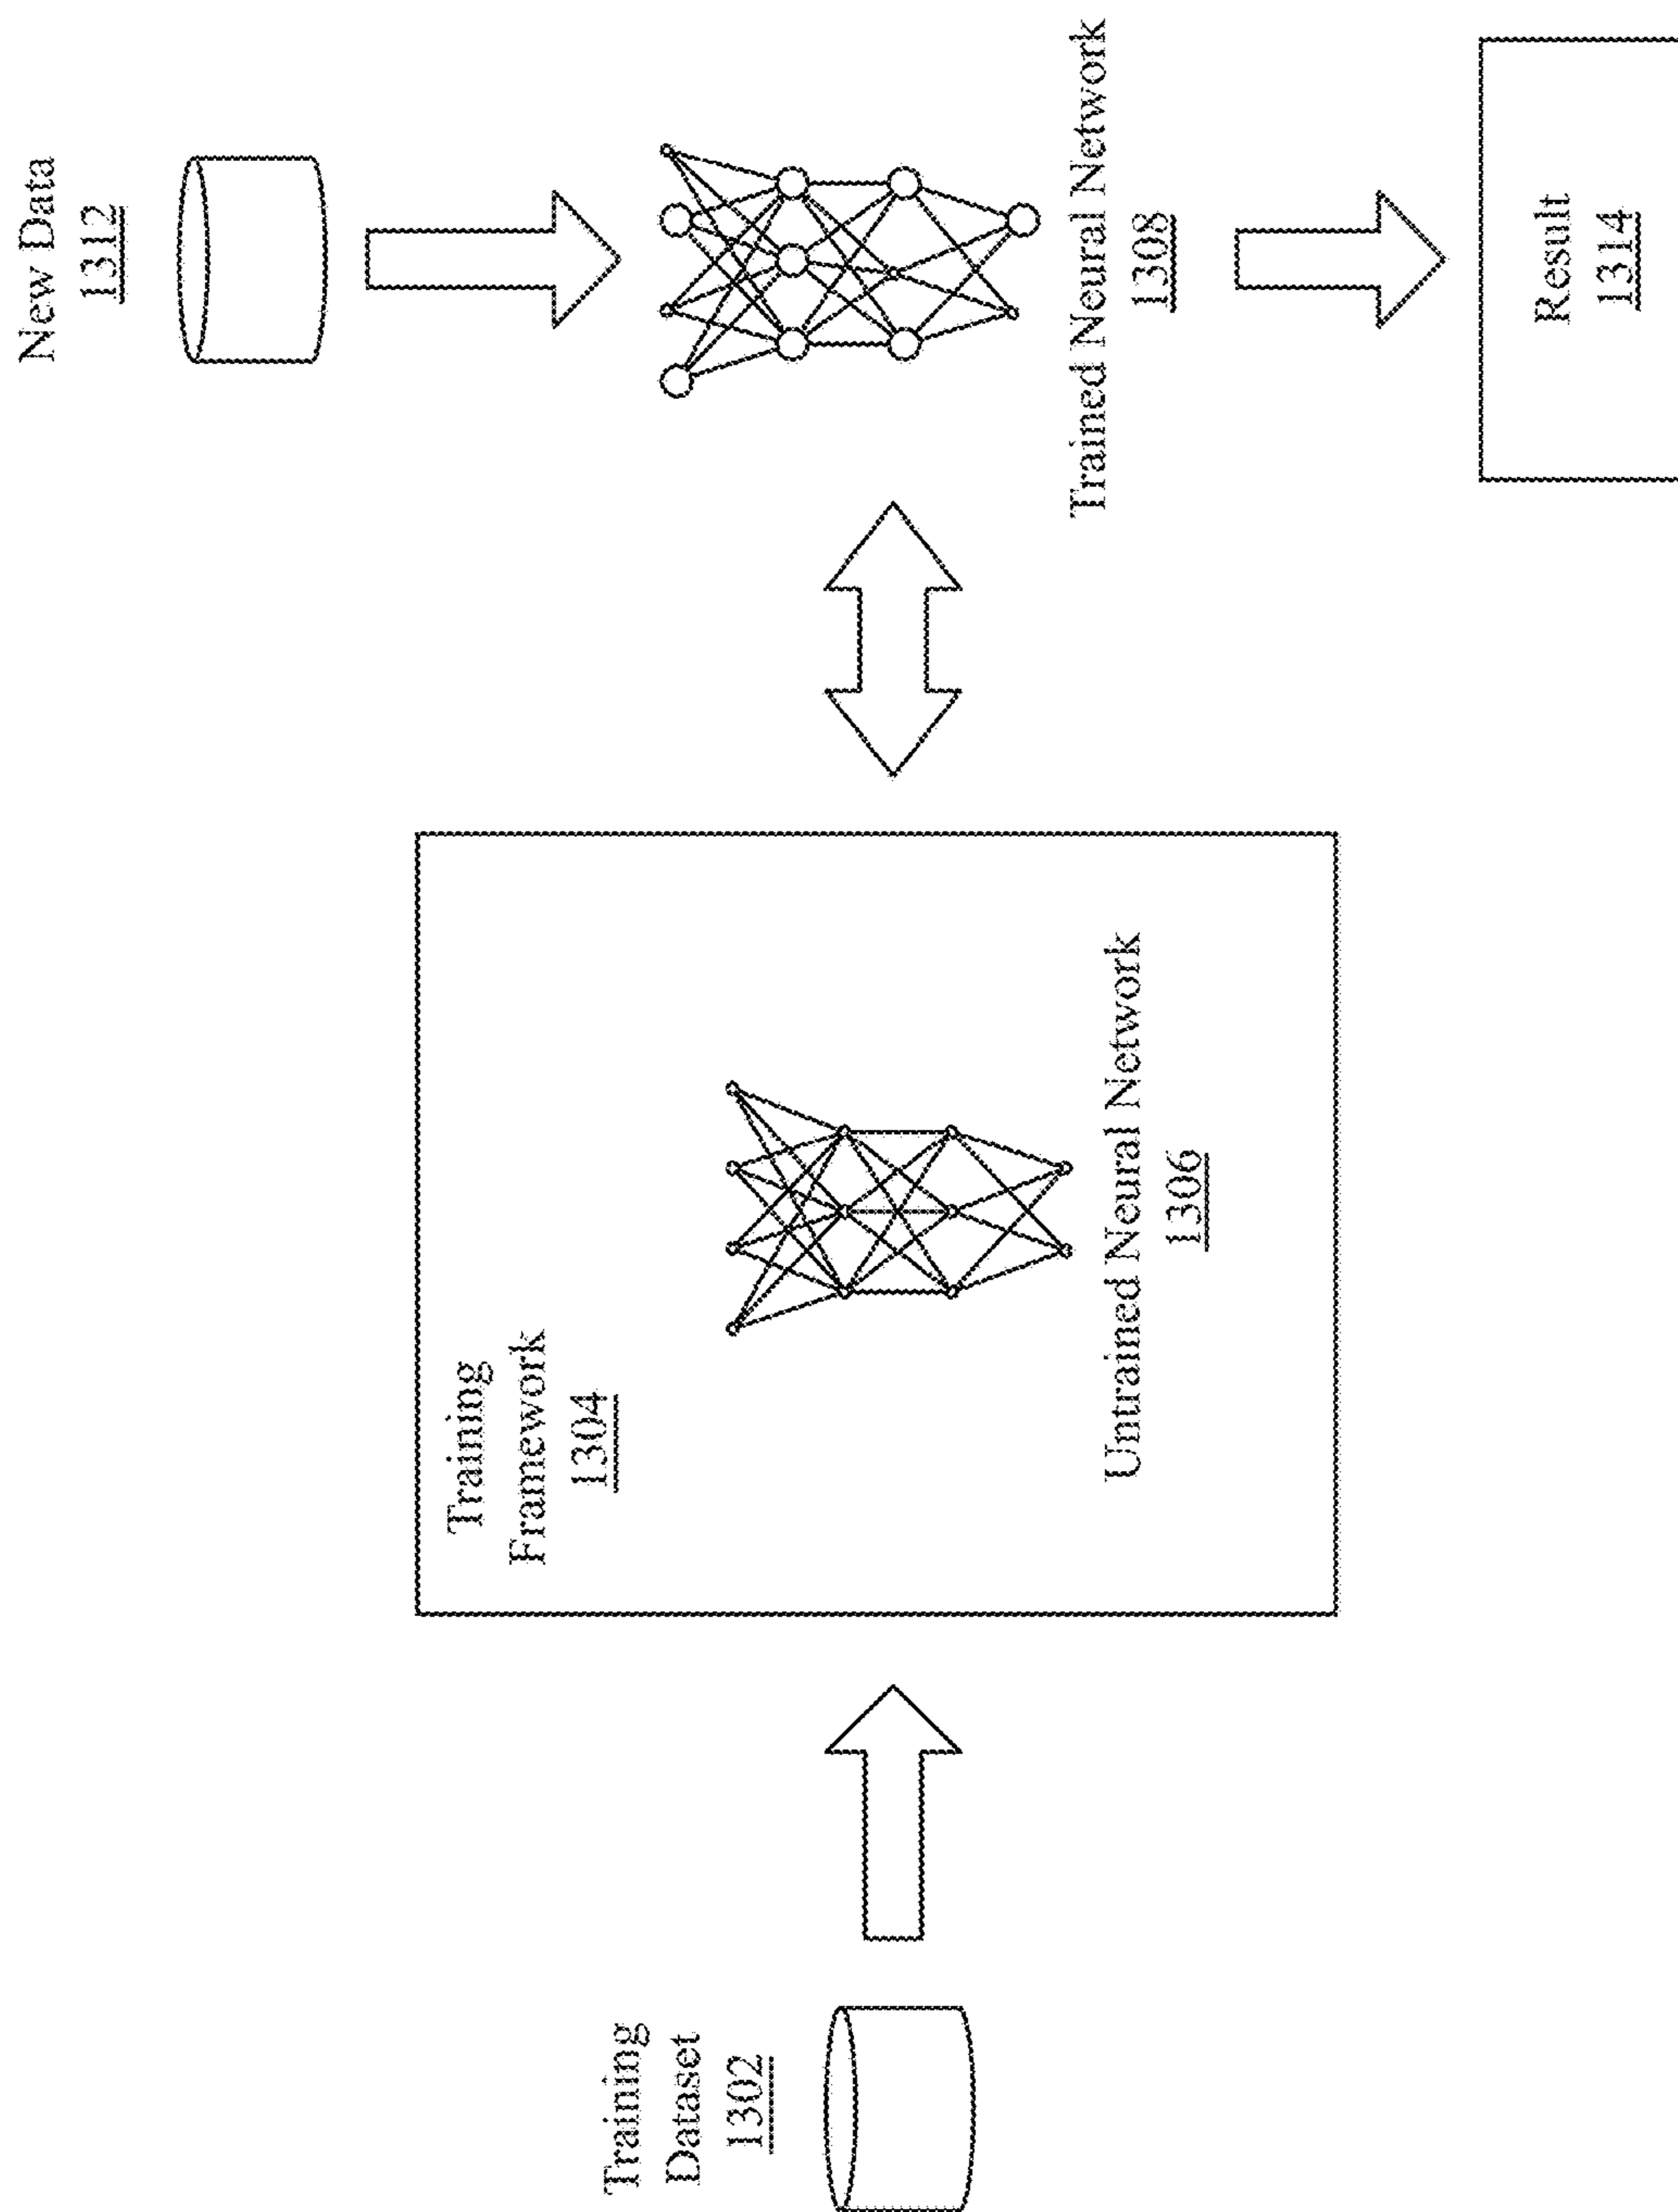 Training
Dataset
1302
Training
Framework
1304
Untrained Neural Network
1306
New Data
1312
Trained Neural Network
1308
Result
1314